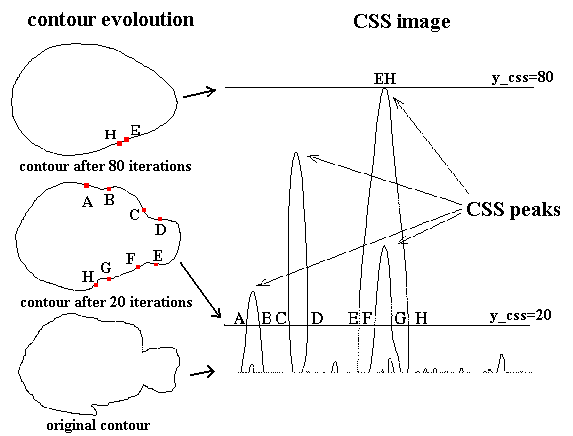 contour evoloution
CSS image
EH
y_css=80
H E
contour after 80 iterations
A B C D
CSS peaks
H G F E
contour after 20 iterations
A B C D E F G H
y_css=20
original contour